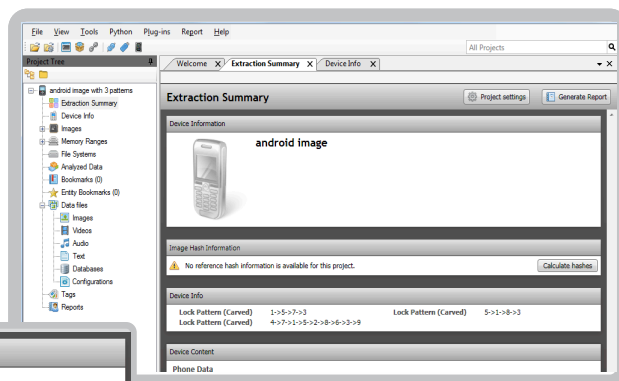 File View Tools Python Plug-ins Report Help
All Projects
Project Tree
Welcome X Extraction Summary X Device Info X
android image with 3 patterns
Extraction Summary
Device Info
Images
Memory Ranges
File Systems
Analyzed Data
Bookmarks (0)
Entity Bookmarks (0)
Data files
Images
Videos
Audio
Text
Databases
Configurations
Tags
Reports
Extraction Summary
Project settings
Generate Report
Device Information
android image
Image Hash Information
No reference hash information is available for this project.
Calculate hashes
Device Info
Lock Pattern (Carved) 1->5->7->3 Lock Pattern (Carved) 5->1->8->3
Lock Pattern (Carved) 4->7->1->5->2->8->6->3->9
Device Content
Phone Data